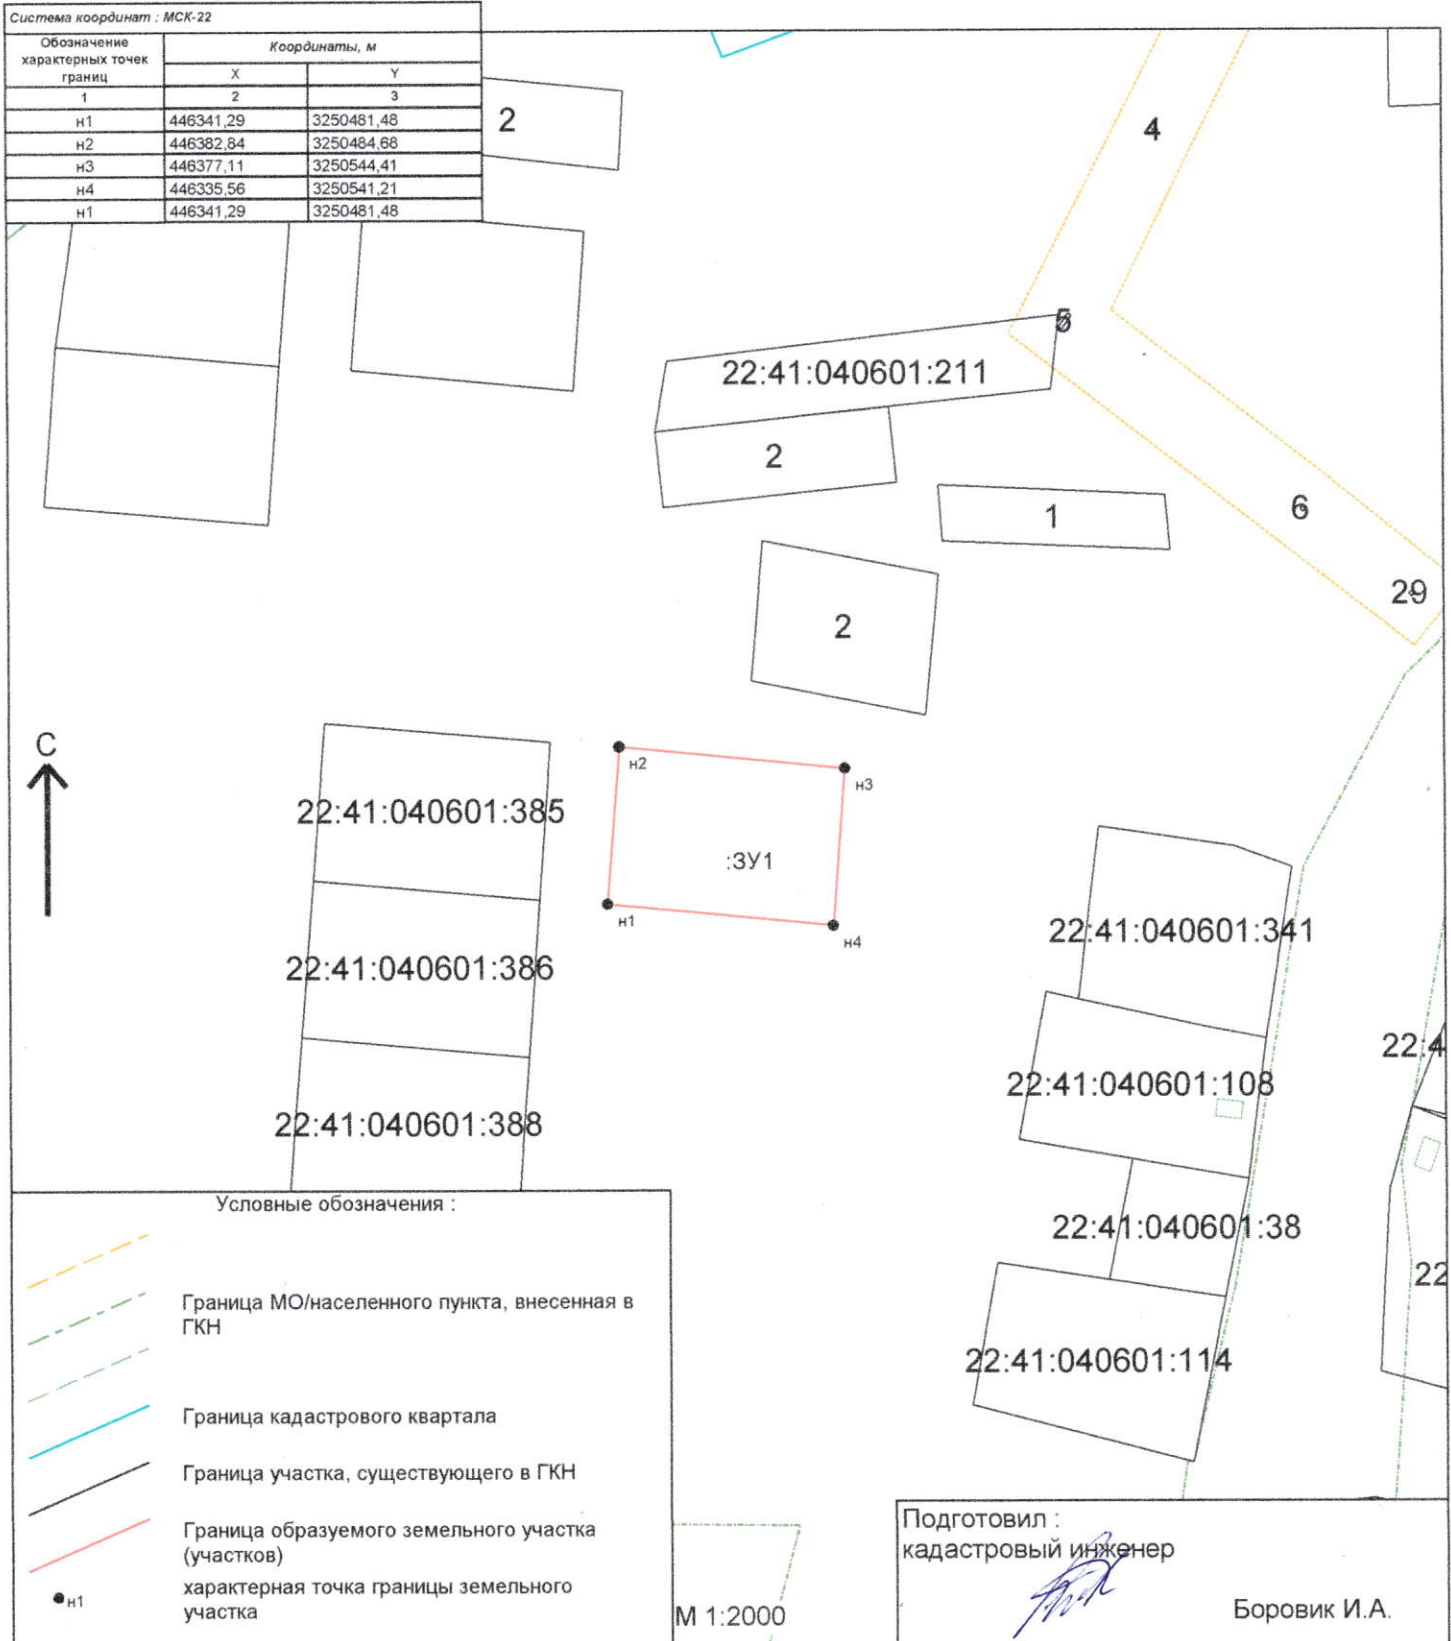 Система координат : МСК-22
Обозначение
характерных точек
границ
Координаты, м
X
Y
1
2
3
н1
446341,29
3250481,48
н2
446382,84
3250484,68
н3
446377,11
3250544,41
н4
446335,56
3250541,21
н1
446341,29
3250481,48
2
4
22:41:040601:211
2
1
6
29
2
С
н2
н3
22:41:040601:385
:ЗУ1
н1
н4
22:41:040601:341
22:41:040601:386
22:4
22:41:040601:108
22:41:040601:388
22:41:040601:38
22
22:41:040601:114
Условные обозначения :
Граница МО/населенного пункта, внесенная в
ГКН
Граница кадастрового квартала
Граница участка, существующего в ГКН
Граница образуемого земельного участка
(участков)
н1
характерная точка границы земельного
участка
М 1:2000
Подготовил :
кадастровый инженер
Боровик И.А.